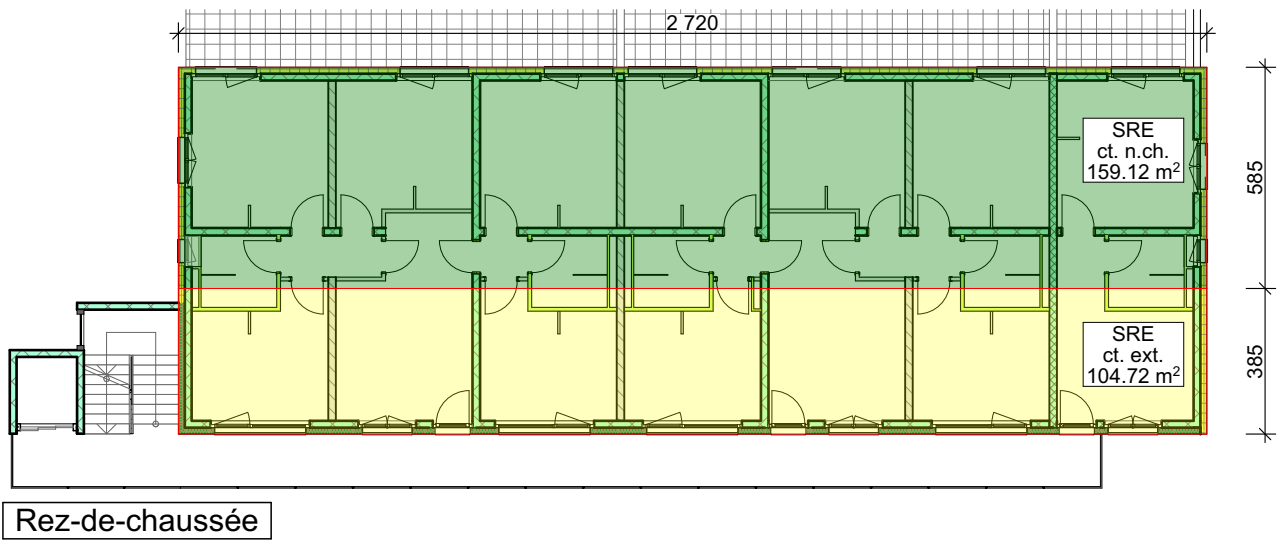 2 720
SRE
ct. n.ch.
159.12 m²
585
SRE
ct. ext.
104.72 m²
385
Rez-de-chaussée